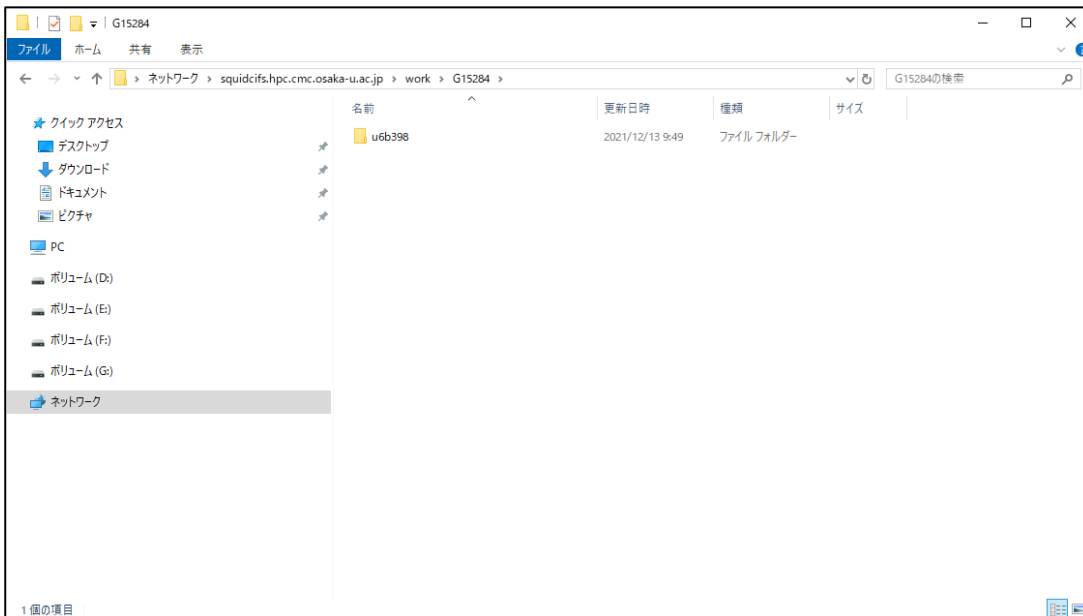 G15284
ファイル ホーム 共有 表示
ネットワーク > squidcifs.hpc.cmc.osaka-u.ac.jp > work > G15284 >
G15284の検索
名前 更新日時 種類 サイズ
u6b398 2021/12/13 9:49 ファイル フォルダー
クイック アクセス
デスクトップ
ダウンロード
ドキュメント
ピクチャ
PC
ボリューム (D:)
ボリューム (E:)
ボリューム (F:)
ボリューム (G:)
ネットワーク
1 個の項目